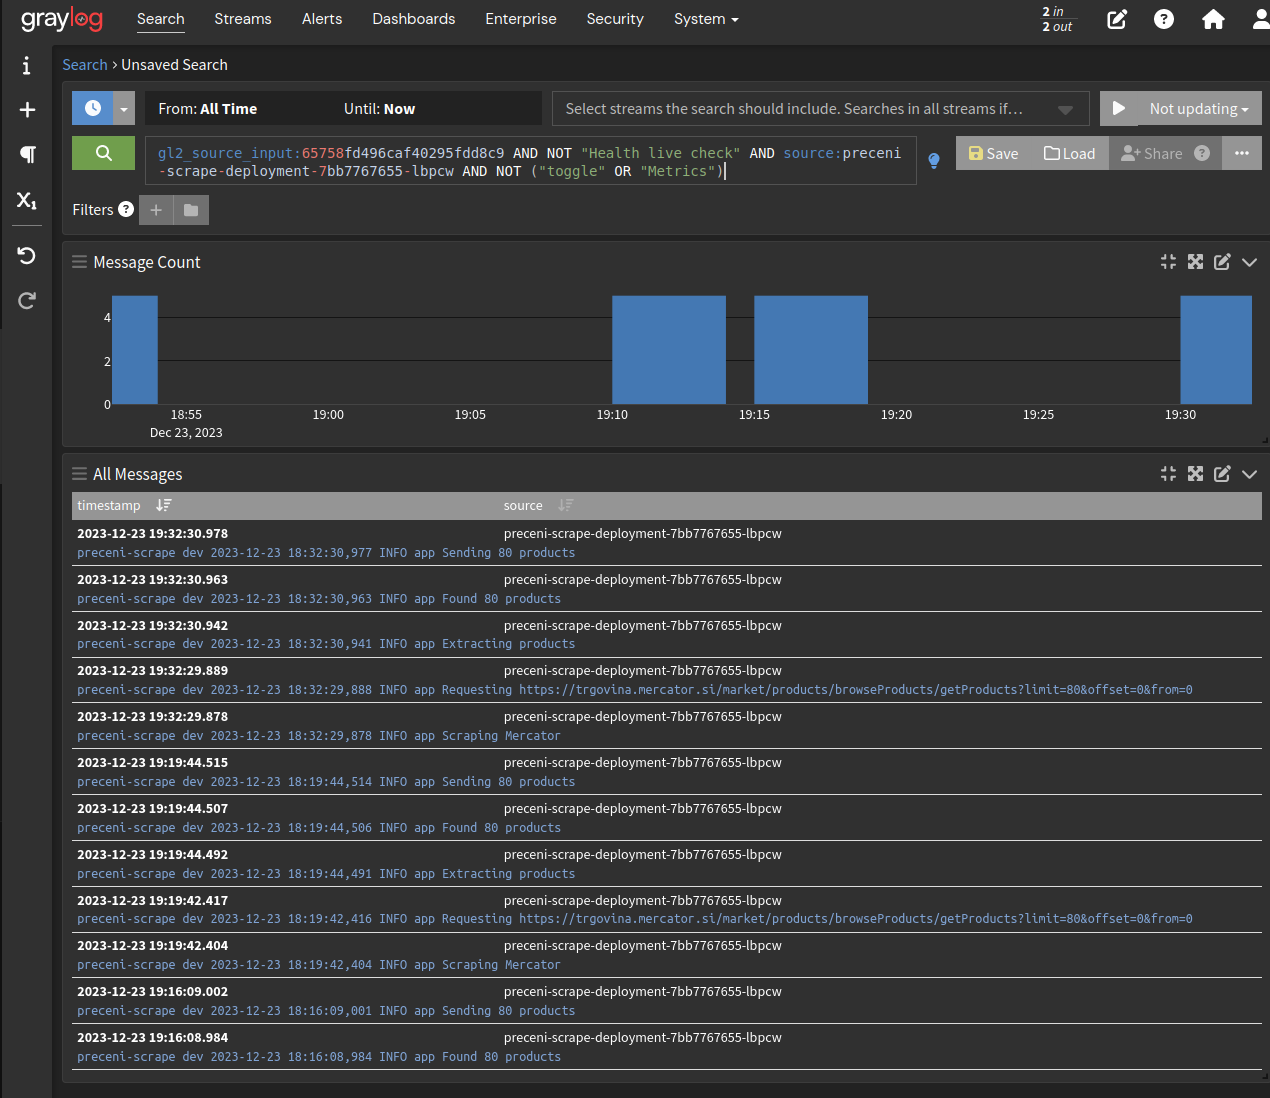 graylog
Search Streams Alerts Dashboards Enterprise Security System
2 in
2 out
Search > Unsaved Search
From: All Time Until: Now Select streams the search should include. Searches in all streams if… Not updating
gl2_source_input:65758fd496caf40295fdd8c9 AND NOT "Health live check" AND source:preceni
-scrape-deployment-7bb7767655-lbpcw AND NOT ("toggle" OR "Metrics")
Save Load Share ?
Filters ?
Message Count
4
2
0
18:55 19:00 19:05 19:10 19:15 19:20 19:25 19:30
Dec 23, 2023
All Messages
timestamp source
2023-12-23 19:32:30.978 preceni-scrape-deployment-7bb7767655-lbpcw
preceni-scrape dev 2023-12-23 18:32:30,977 INFO app Sending 80 products
2023-12-23 19:32:30.963 preceni-scrape-deployment-7bb7767655-lbpcw
preceni-scrape dev 2023-12-23 18:32:30,963 INFO app Found 80 products
2023-12-23 19:32:30.942 preceni-scrape-deployment-7bb7767655-lbpcw
preceni-scrape dev 2023-12-23 18:32:30,941 INFO app Extracting products
2023-12-23 19:32:29.889 preceni-scrape-deployment-7bb7767655-lbpcw
preceni-scrape dev 2023-12-23 18:32:29,888 INFO app Requesting https://trgovina.mercator.si/market/products/browseProducts/getProducts?limit=80&offset=0&from=0
2023-12-23 19:32:29.878 preceni-scrape-deployment-7bb7767655-lbpcw
preceni-scrape dev 2023-12-23 18:32:29,878 INFO app Scraping Mercator
2023-12-23 19:19:44.515 preceni-scrape-deployment-7bb7767655-lbpcw
preceni-scrape dev 2023-12-23 18:19:44,514 INFO app Sending 80 products
2023-12-23 19:19:44.507 preceni-scrape-deployment-7bb7767655-lbpcw
preceni-scrape dev 2023-12-23 18:19:44,506 INFO app Found 80 products
2023-12-23 19:19:44.492 preceni-scrape-deployment-7bb7767655-lbpcw
preceni-scrape dev 2023-12-23 18:19:44,491 INFO app Extracting products
2023-12-23 19:19:42.417 preceni-scrape-deployment-7bb7767655-lbpcw
preceni-scrape dev 2023-12-23 18:19:42,416 INFO app Requesting https://trgovina.mercator.si/market/products/browseProducts/getProducts?limit=80&offset=0&from=0
2023-12-23 19:19:42.404 preceni-scrape-deployment-7bb7767655-lbpcw
preceni-scrape dev 2023-12-23 18:19:42,404 INFO app Scraping Mercator
2023-12-23 19:16:09.002 preceni-scrape-deployment-7bb7767655-lbpcw
preceni-scrape dev 2023-12-23 18:16:09,001 INFO app Sending 80 products
2023-12-23 19:16:08.984 preceni-scrape-deployment-7bb7767655-lbpcw
preceni-scrape dev 2023-12-23 18:16:08,984 INFO app Found 80 products